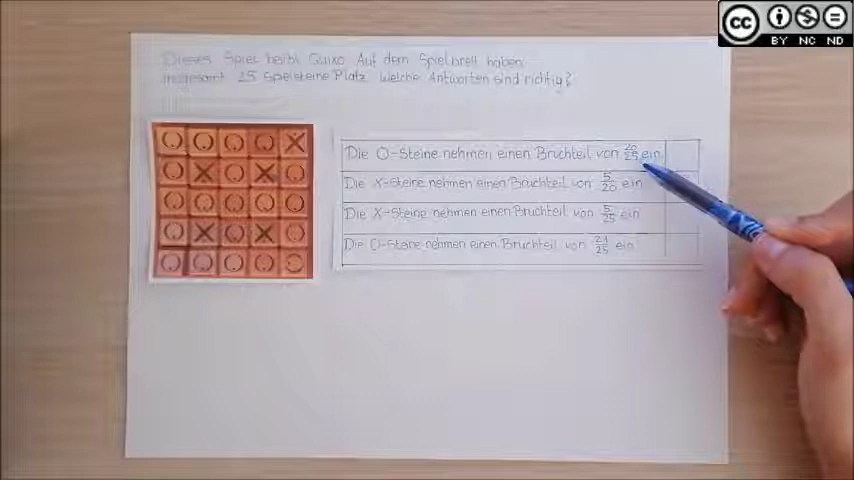 Dieses Spiel heißt Quixo. Auf dem Spielbrett haben
insgesamt 25 Spielsteine Platz. Welche Antworten sind richtig?
Die O-Steine nehmen einen Bruchteil von 20/25 ein
Die X-Steine nehmen einen Bruchteil von 5/20 ein
Die X-Steine nehmen einen Bruchteil von 5/25 ein
Die O-Steine nehmen einen Bruchteil von 21/25 ein
cc
BY NC ND